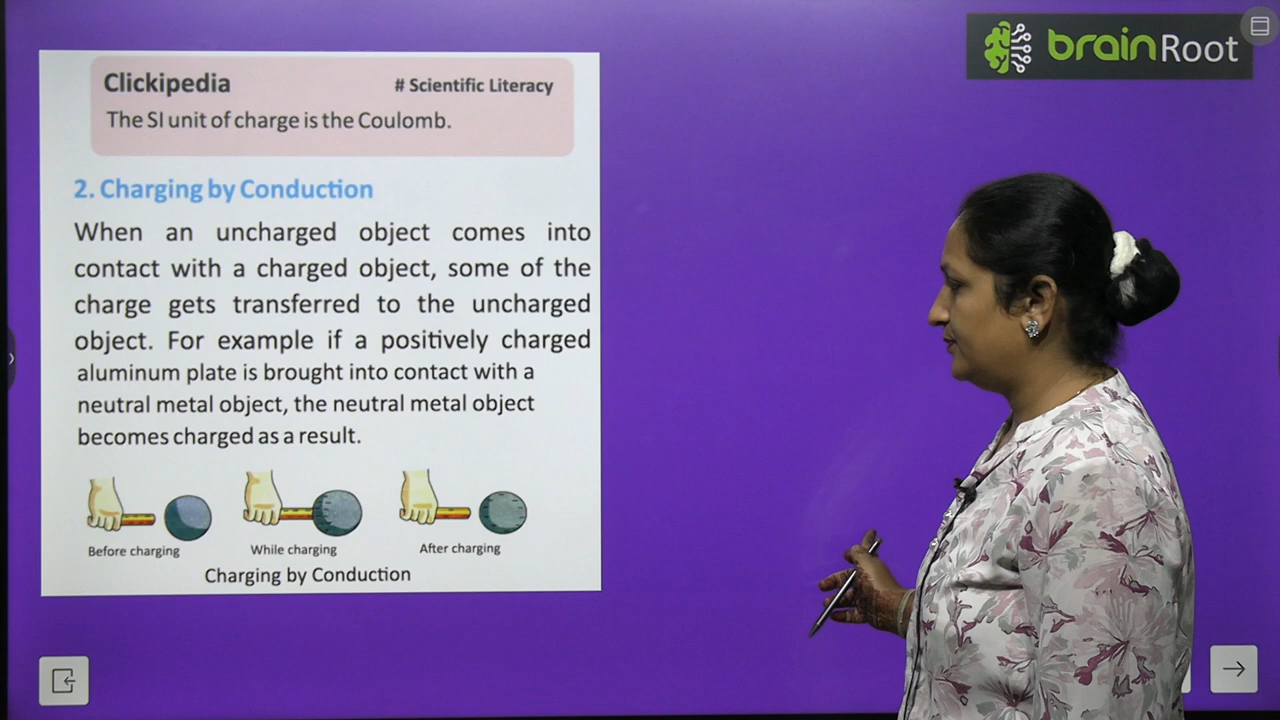 brainRoot
Clickipedia # Scientific Literacy
The SI unit of charge is the Coulomb.
2. Charging by Conduction
When an uncharged object comes into
contact with a charged object, some of the
charge gets transferred to the uncharged
object. For example if a positively charged
aluminum plate is brought into contact with a
neutral metal object, the neutral metal object
becomes charged as a result.
Before charging While charging After charging
Charging by Conduction